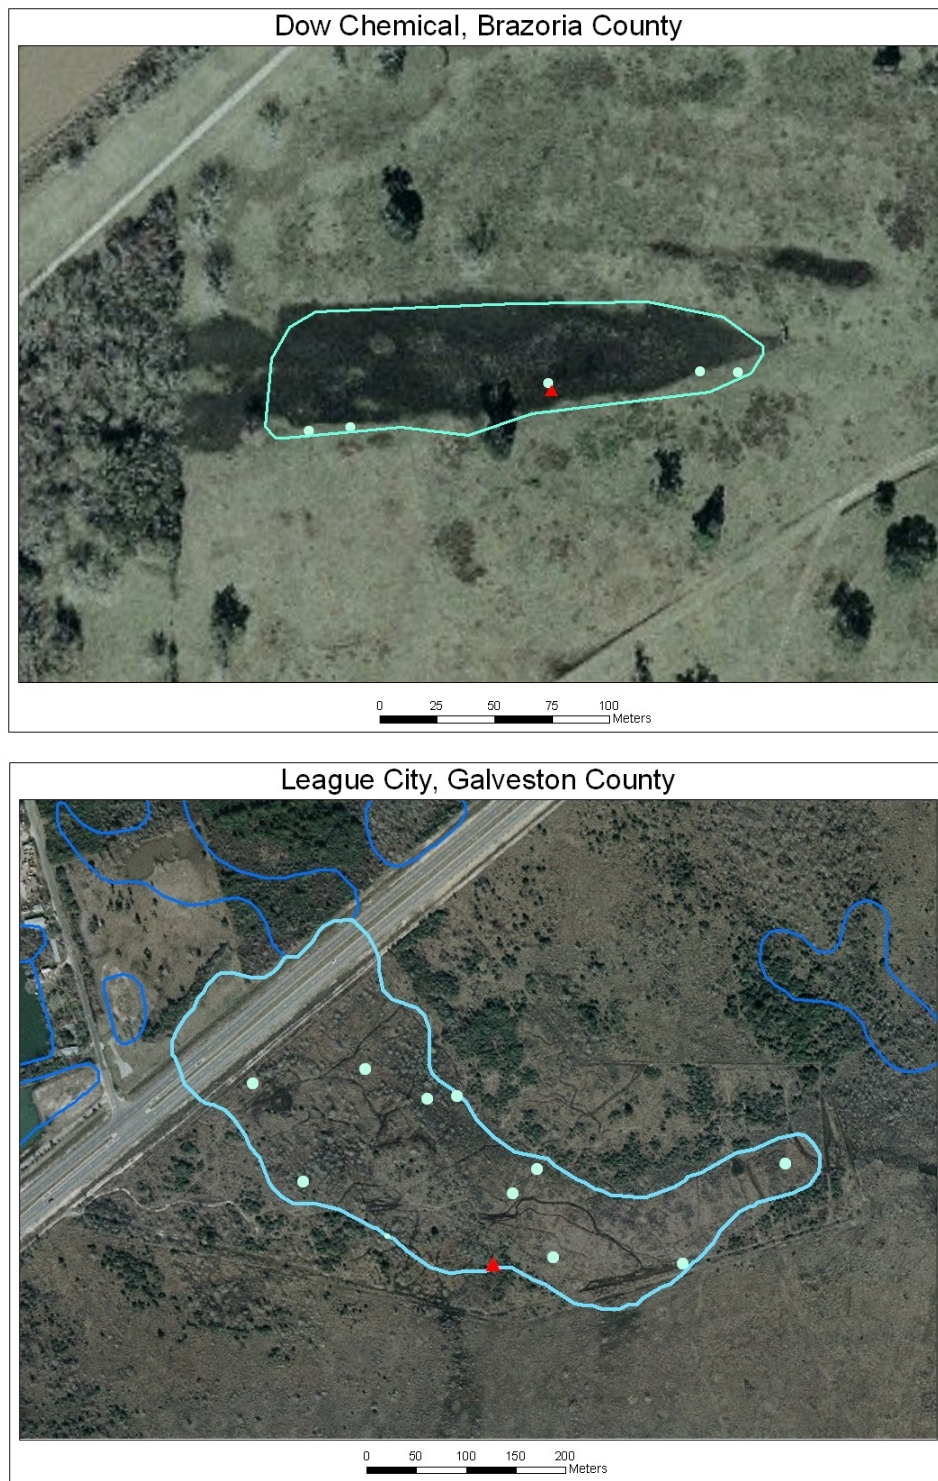 Dow Chemical, Brazoria County
0 25 50 75 100
Meters
League City, Galveston County
0 50 100 150 200
Meters